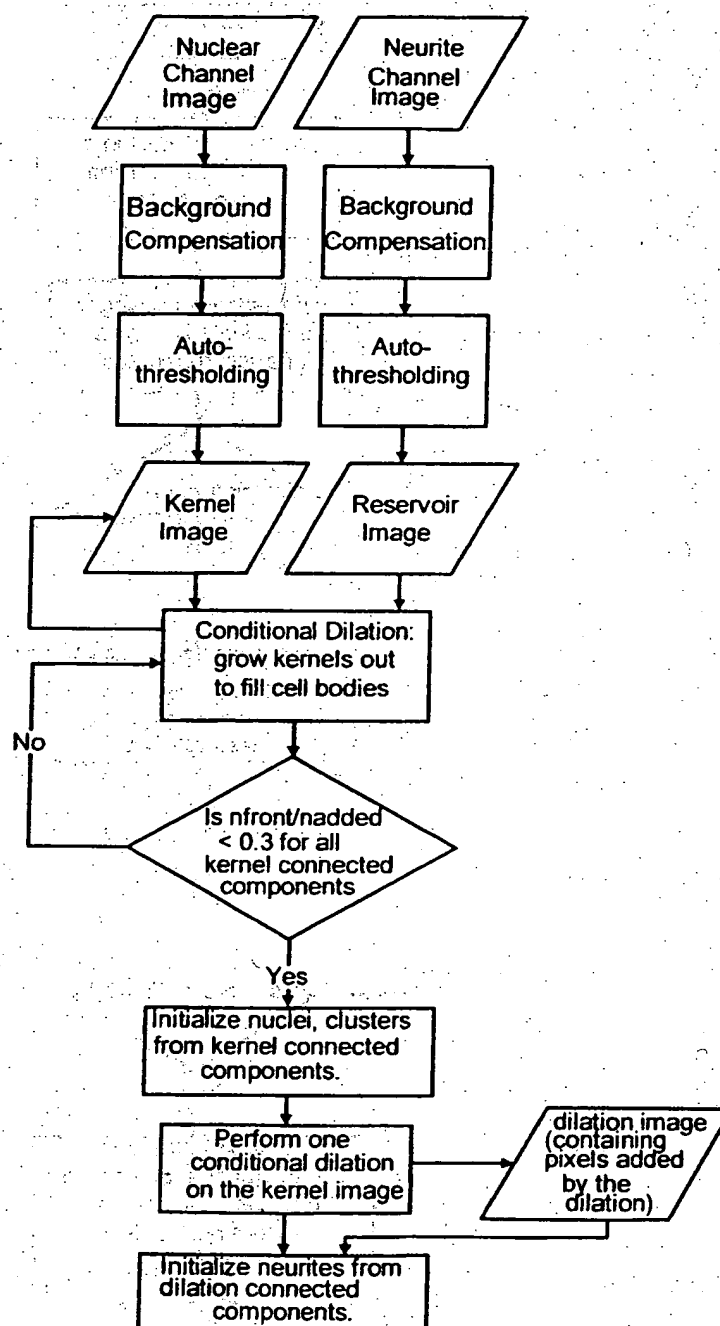 Nuclear
Channel
Image
Neurite
Channel
Image
Background
Compensation
Background
Compensation
Auto-
thresholding
Auto-
thresholding
Kernel
Image
Reservoir
Image
Conditional Dilation:
grow kernels out
to fill cell bodies
No
Is nfront/nadded
< 0.3 for all
kernel connected
components
Yes
Initialize nuclei, clusters
from kernel connected
components.
Perform one
conditional dilation
on the kernel image
dilation image
(containing
pixels added
by the
dilation)
Initialize neurites from
dilation connected
components.